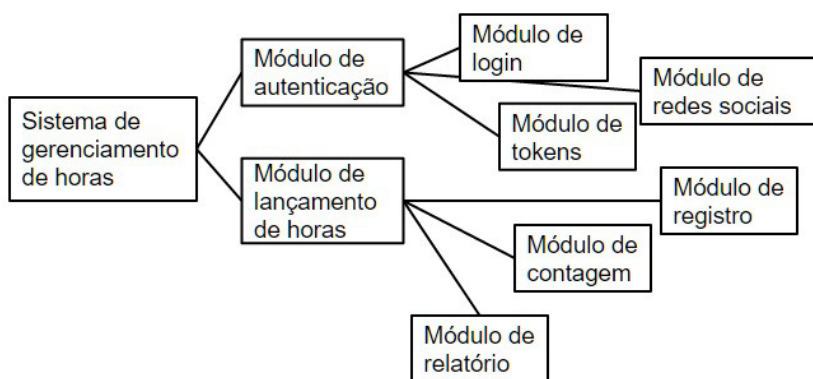 Sistema de
gerenciamento
de horas
Módulo de
autenticação
Módulo de
login
Módulo de
redes sociais
Módulo de
tokens
Módulo de
lançamento
de horas
Módulo de
registro
Módulo de
contagem
Módulo de
relatório